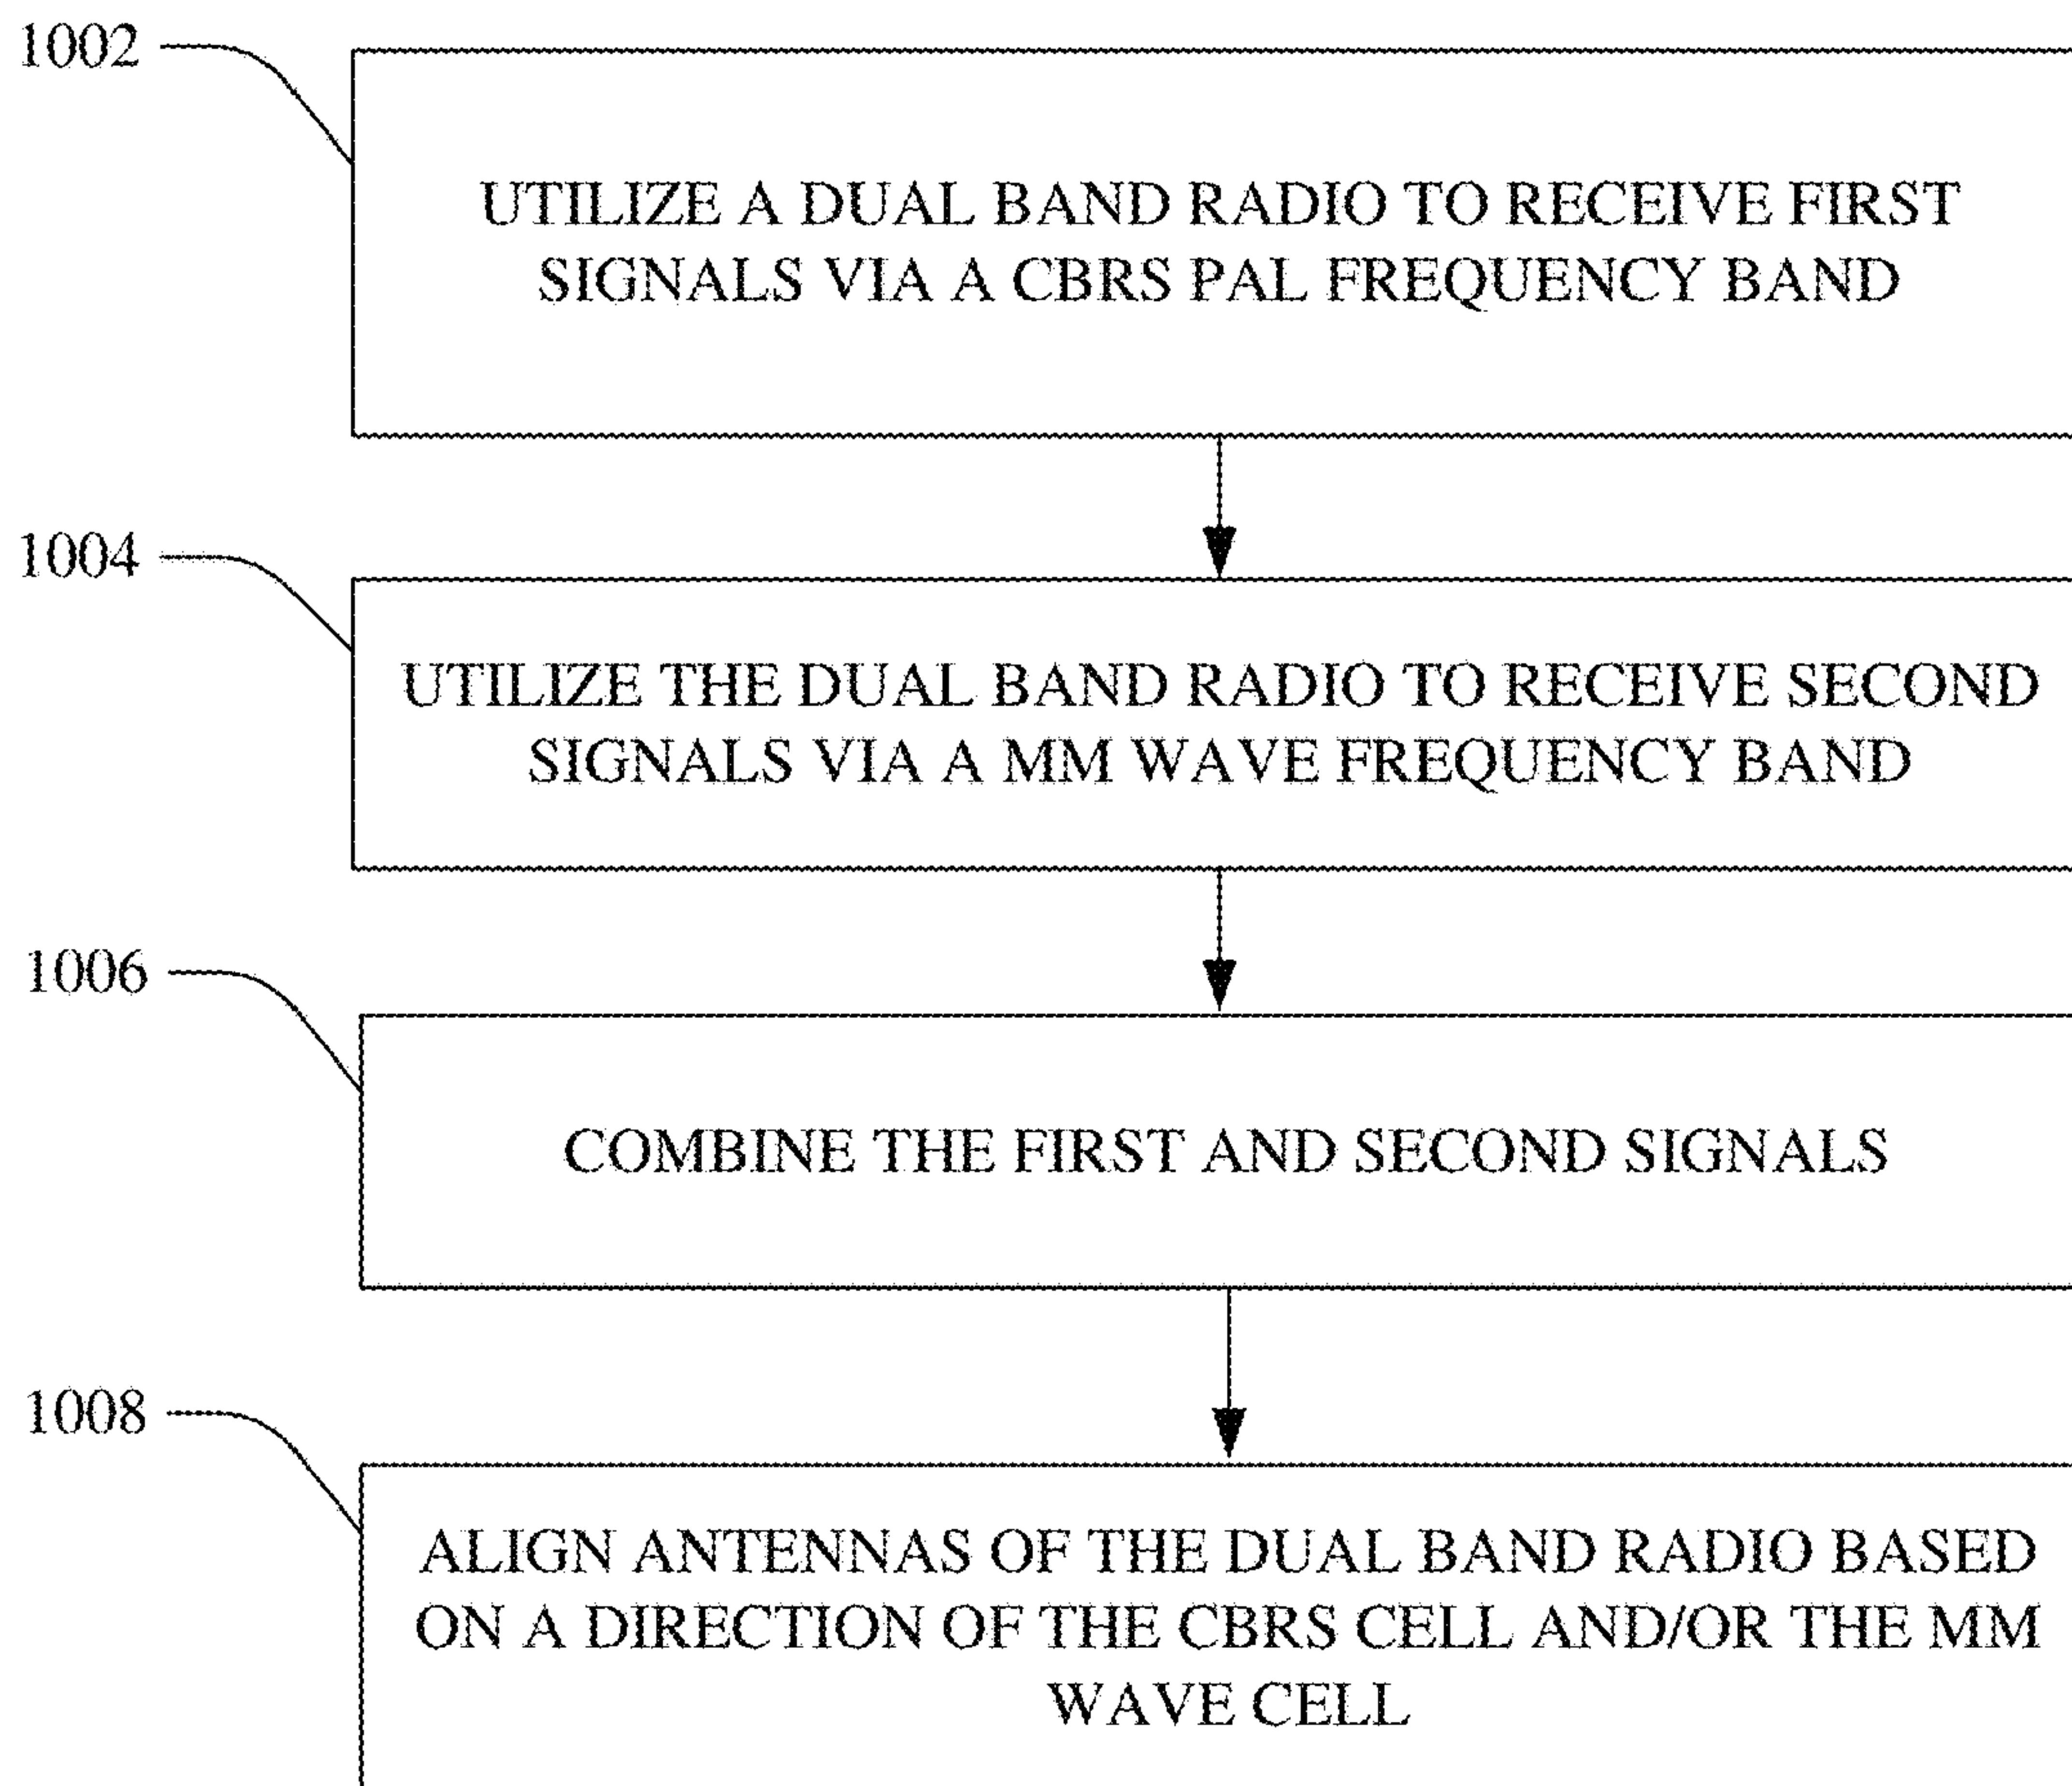 1002
UTILIZE A DUAL BAND RADIO TO RECEIVE FIRST
SIGNALS VIA A CBRS PAL FREQUENCY BAND
1004
UTILIZE THE DUAL BAND RADIO TO RECEIVE SECOND
SIGNALS VIA A MM WAVE FREQUENCY BAND
1006
COMBINE THE FIRST AND SECOND SIGNALS
1008
ALIGN ANTENNAS OF THE DUAL BAND RADIO BASED
ON A DIRECTION OF THE CBRS CELL AND/OR THE MM
WAVE CELL